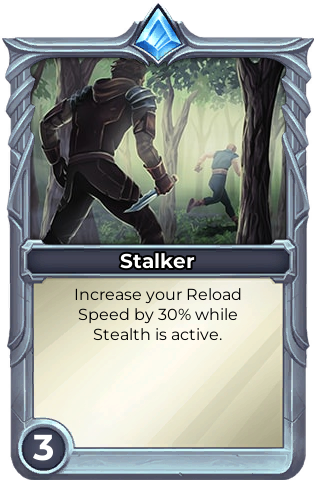 Stalker
Increase your Reload
Speed by 30% while
Stealth is active.
3